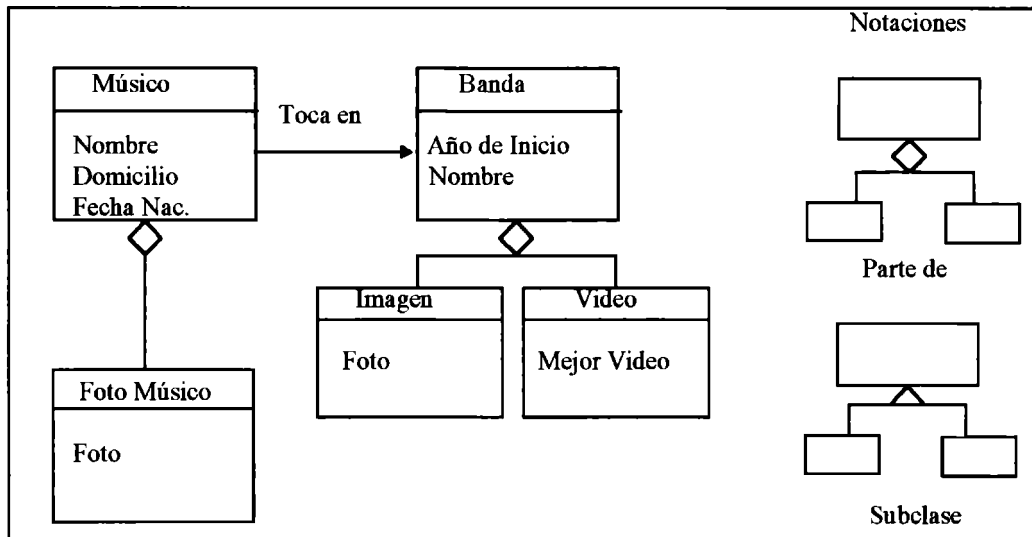 Notaciones
Músico
Banda
Toca en
Nombre
Domicilio
Fecha Nac.
Año de Inicio
Nombre
Parte de
Imagen
Video
Foto
Mejor Video
Foto Músico
Foto
Subclase